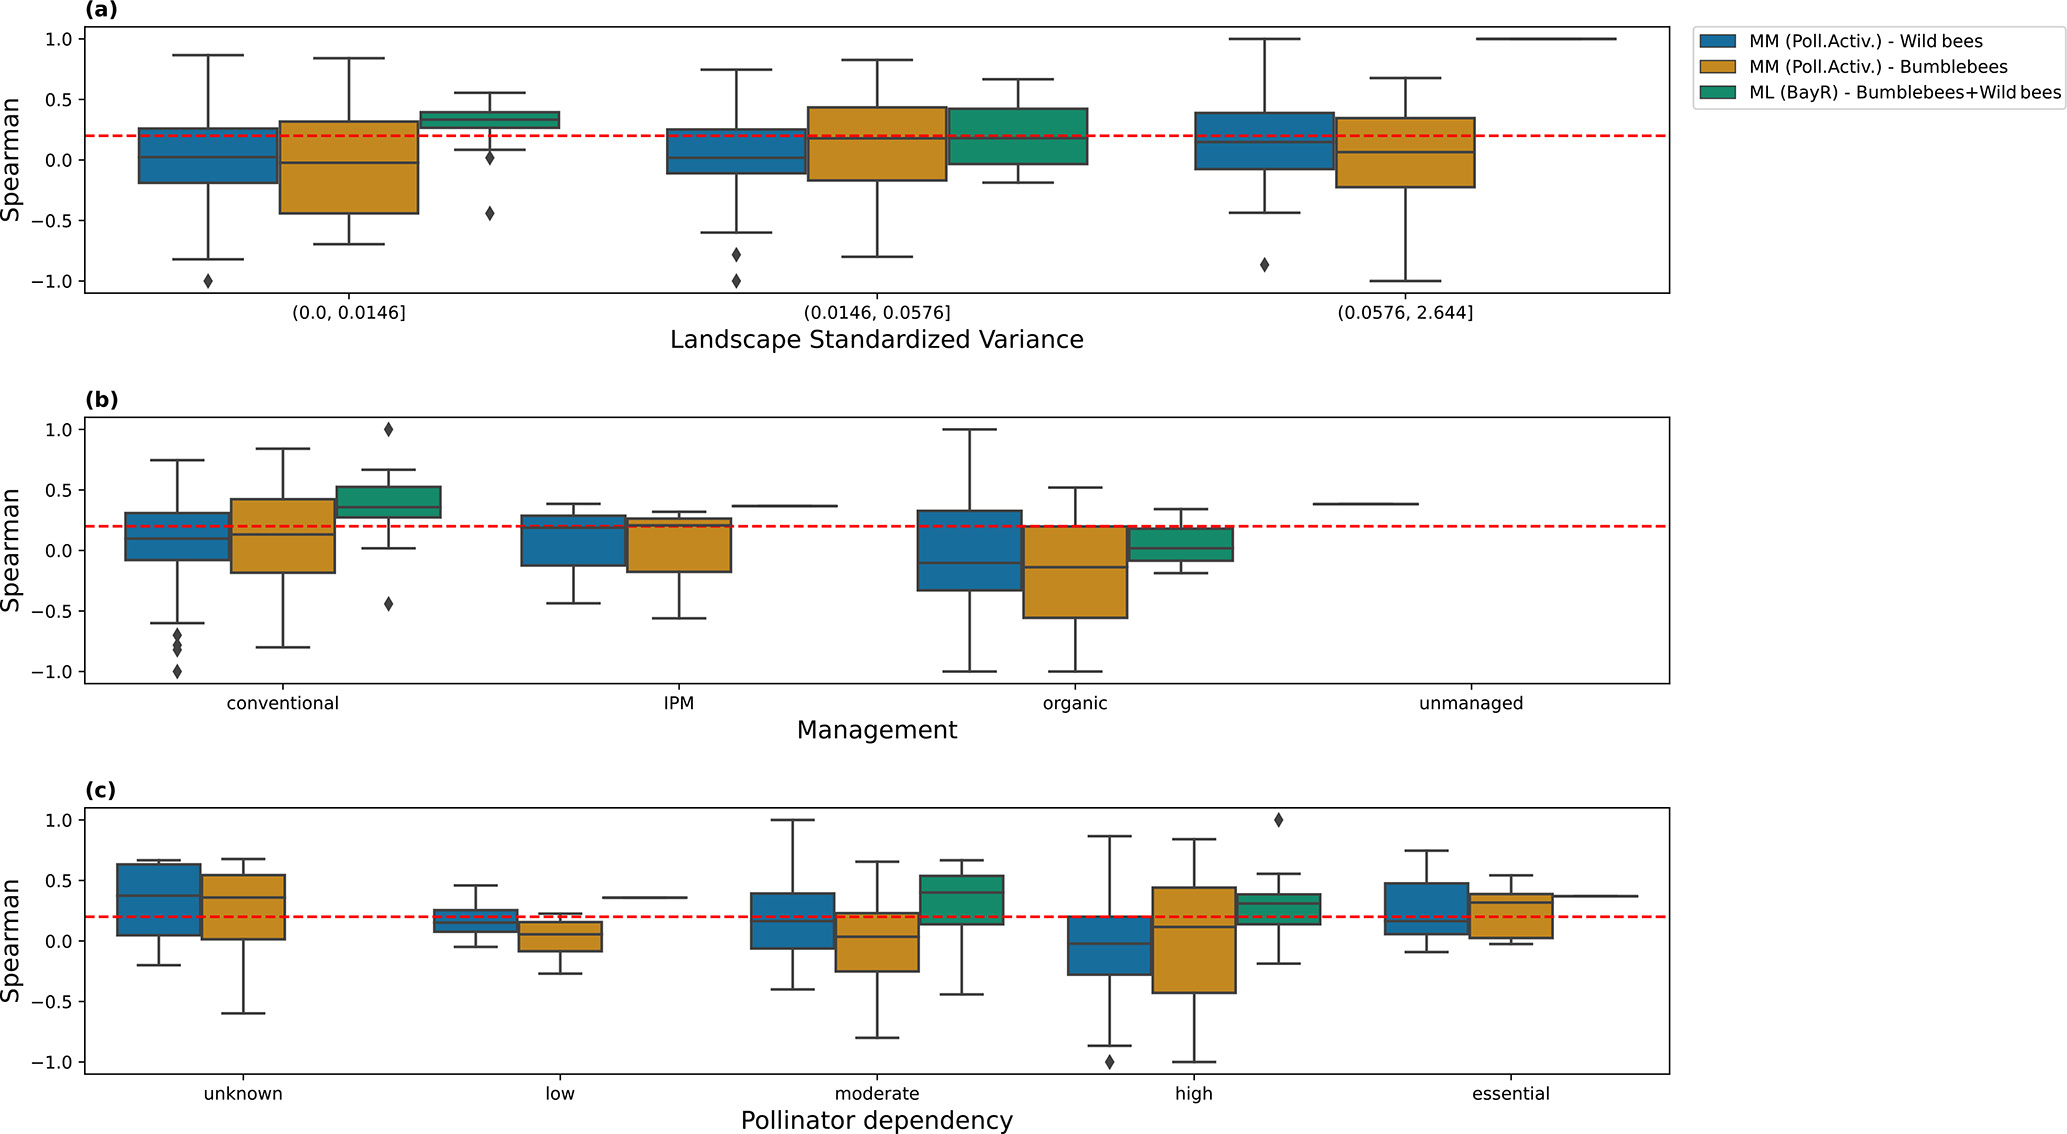 (a)
1.0
0.5
0.0
−0.5
−1.0
Spearman
(0.0, 0.0146]
(0.0146, 0.0576]
(0.0576, 2.644]
Landscape Standardized Variance
MM (Poll.Activ.) - Wild bees
MM (Poll.Activ.) - Bumblebees
ML (BayR) - Bumblebees+Wild bees
(b)
1.0
0.5
0.0
−0.5
−1.0
Spearman
conventional
IPM
organic
unmanaged
Management
(c)
1.0
0.5
0.0
−0.5
−1.0
Spearman
unknown
low
moderate
high
essential
Pollinator dependency